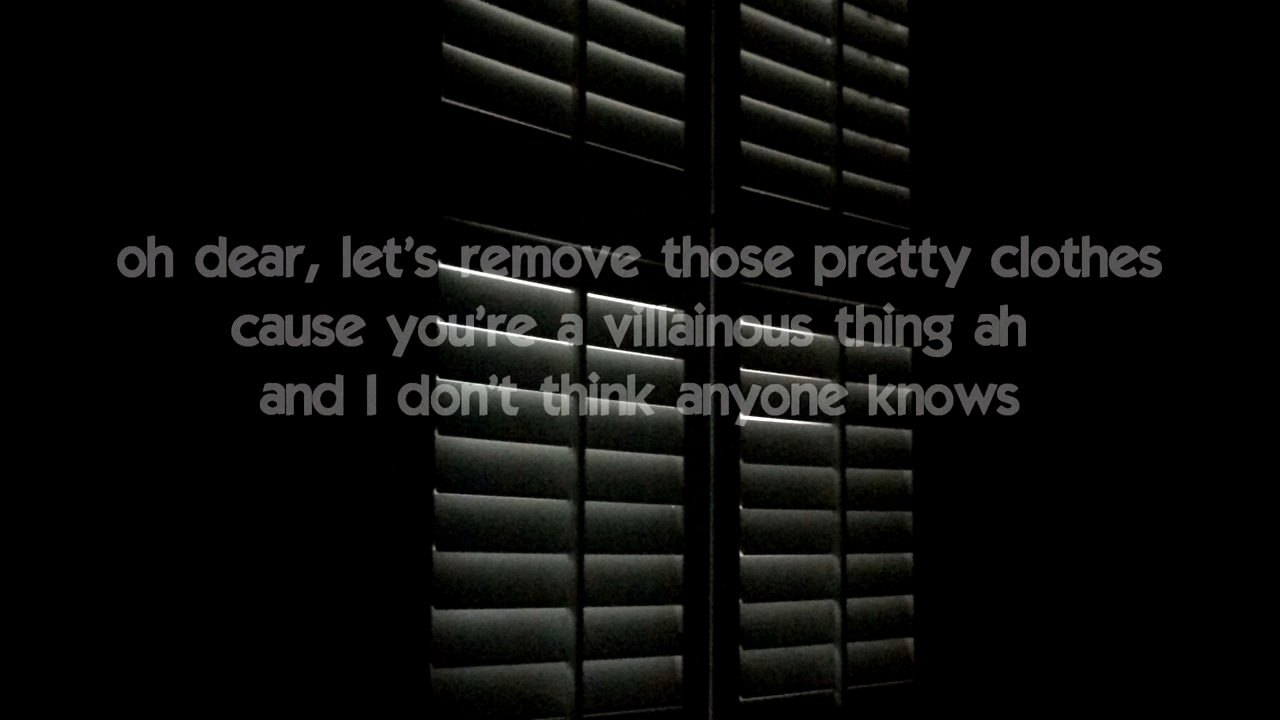 oh dear, let's remove those pretty clothes
cause you're a villainous thing ah
and I don't think anyone knows